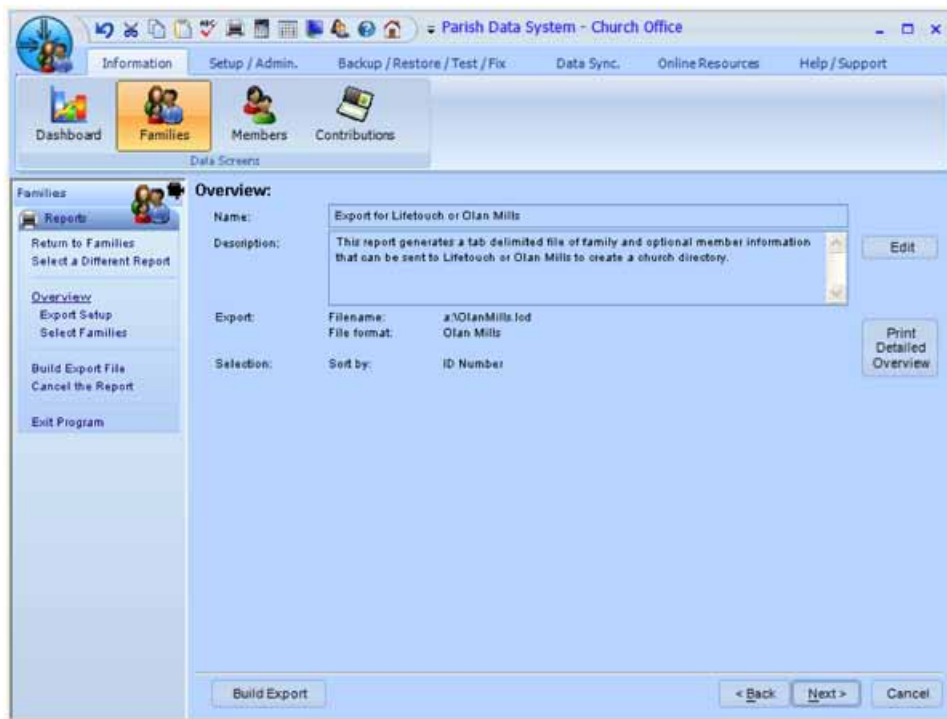 Parish Data System - Church Office
Information Setup / Admin. Backup / Restore / Test / Fix Data Sync. Online Resources Help / Support
Dashboard Families Members Contributions
Data Screens
Families
Reports
Return to Families
Select a Different Report
Overview
Export Setup
Select Families
Build Export File
Cancel the Report
Exit Program
Overview:
Name: Export for Lifetouch or Olan Mills
Description: This report generates a tab delimited file of family and optional member information
that can be sent to Lifetouch or Olan Mills to create a church directory.
Edit
Export: Filename: a:\OlanMills.lcd
File format: Olan Mills
Selection: Sort by: ID Number
Print
Detailed
Overview
Build Export < Back Next > Cancel